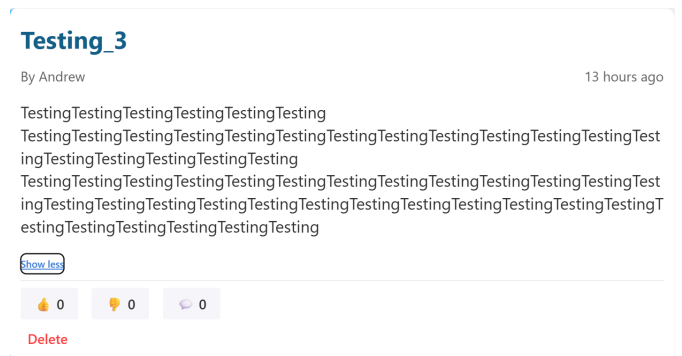 Testing_3
By Andrew 13 hours ago
TestingTestingTestingTestingTestingTesting
TestingTestingTestingTestingTestingTestingTestingTestingTestingTestingTestingTestingTest
ingTestingTestingTestingTestingTesting
TestingTestingTestingTestingTestingTestingTestingTestingTestingTestingTestingTestingTest
ingTestingTestingTestingTestingTestingTestingTestingTestingTestingTestingTestingTestingT
estingTestingTestingTestingTestingTesting
Show less
👍 0 👎 0 💬 0
Delete